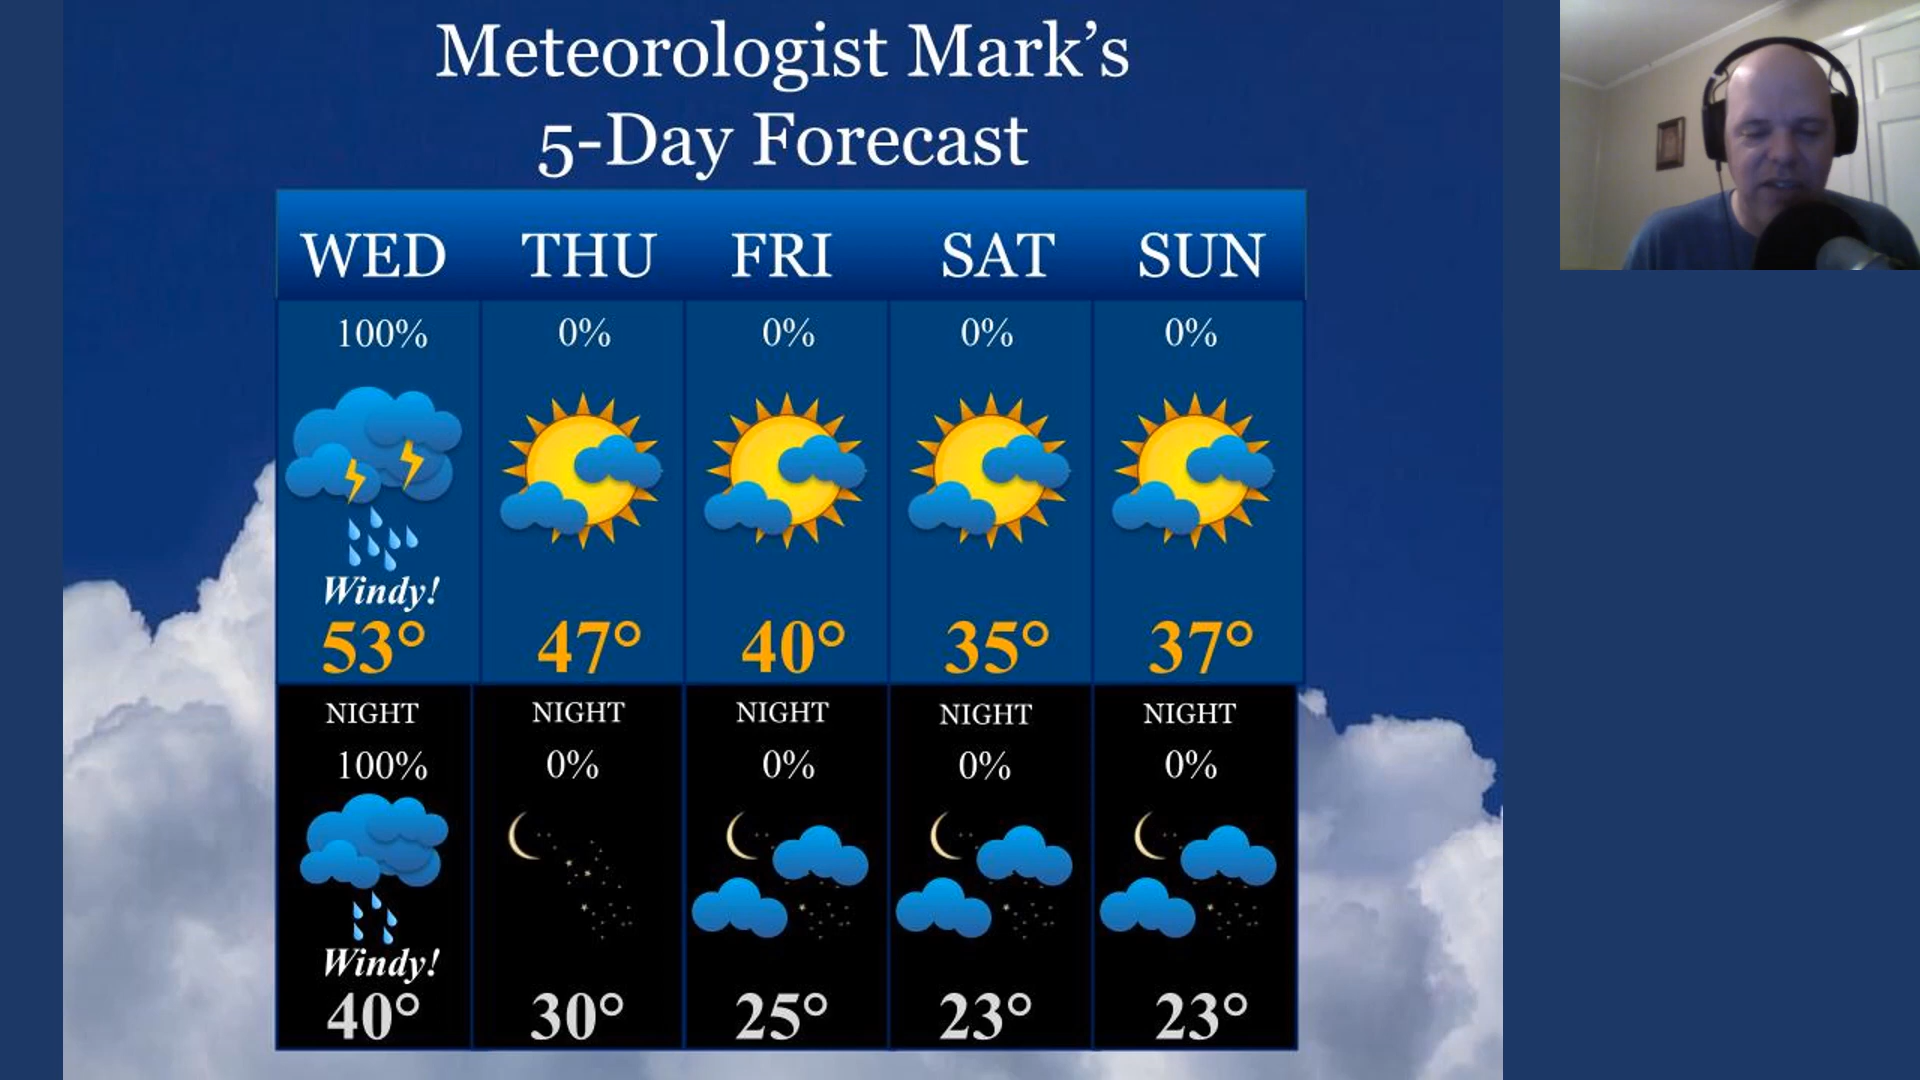 Meteorologist Mark’s
5-Day Forecast
WED THU FRI SAT SUN
100% 0% 0% 0% 0%
Windy!
53° 47° 40° 35° 37°
NIGHT NIGHT NIGHT NIGHT NIGHT
100% 0% 0% 0% 0%
Windy!
40° 30° 25° 23° 23°